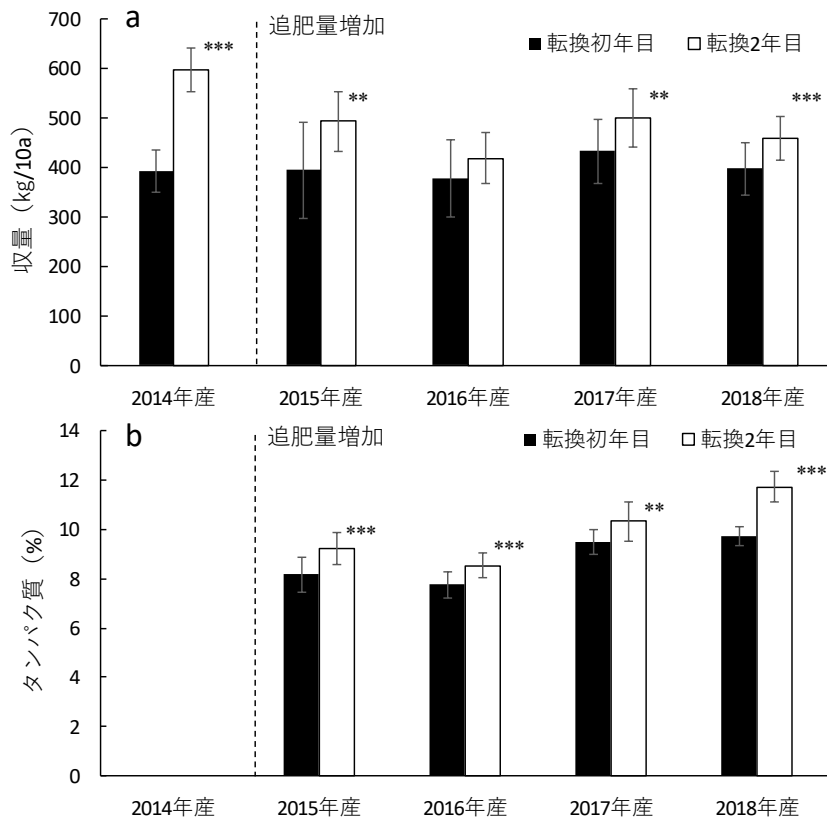 a
追肥量増加
■転換初年目 □転換2年目
収量（kg/10a）
700
600
500
400
300
200
100
0
***
**
**
***
2014年産 2015年産 2016年産 2017年産 2018年産
b
追肥量増加
■転換初年目 □転換2年目
タンパク質（%）
14
12
10
8
6
4
2
0
***
***
**
***
2014年産 2015年産 2016年産 2017年産 2018年産